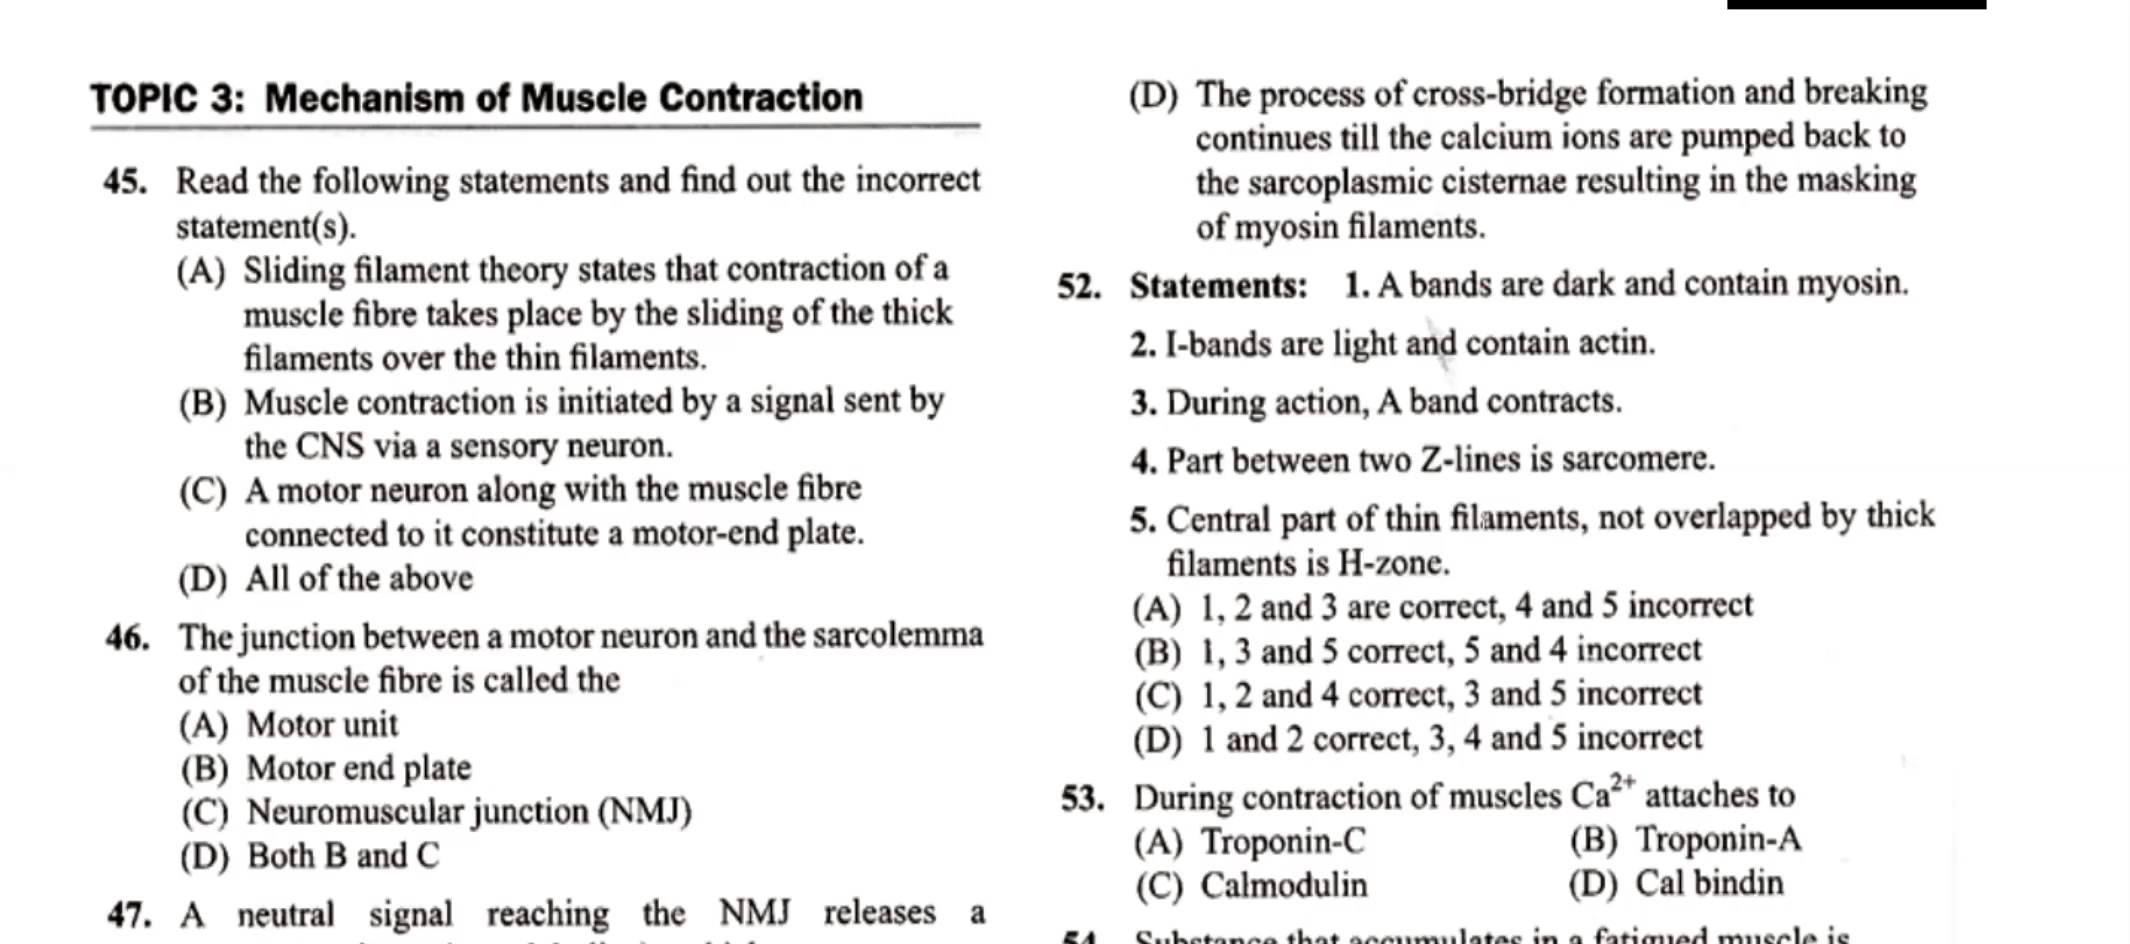 TOPIC 3: Mechanism of Muscle Contraction
45. Read the following statements and find out the incorrect
statement(s).
(A) Sliding filament theory states that contraction of a
muscle fibre takes place by the sliding of the thick
filaments over the thin filaments.
(B) Muscle contraction is initiated by a signal sent by
the CNS via a sensory neuron.
(C) A motor neuron along with the muscle fibre
connected to it constitute a motor-end plate.
(D) All of the above
46. The junction between a motor neuron and the sarcolemma
of the muscle fibre is called the
(A) Motor unit
(B) Motor end plate
(C) Neuromuscular junction (NMJ)
(D) Both B and C
47. A neutral signal reaching the NMJ releases a
(D) The process of cross-bridge formation and breaking
continues till the calcium ions are pumped back to
the sarcoplasmic cisternae resulting in the masking
of myosin filaments.
52. Statements: 1. A bands are dark and contain myosin.
2. I-bands are light and contain actin.
3. During action, A band contracts.
4. Part between two Z-lines is sarcomere.
5. Central part of thin filaments, not overlapped by thick
filaments is H-zone.
(A) 1, 2 and 3 are correct, 4 and 5 incorrect
(B) 1, 3 and 5 correct, 5 and 4 incorrect
(C) 1, 2 and 4 correct, 3 and 5 incorrect
(D) 1 and 2 correct, 3, 4 and 5 incorrect
53. During contraction of muscles Ca²⁺ attaches to
(A) Troponin-C (B) Troponin-A
(C) Calmodulin (D) Cal bindin
54. Substance that accumulates in a fatigued muscle is